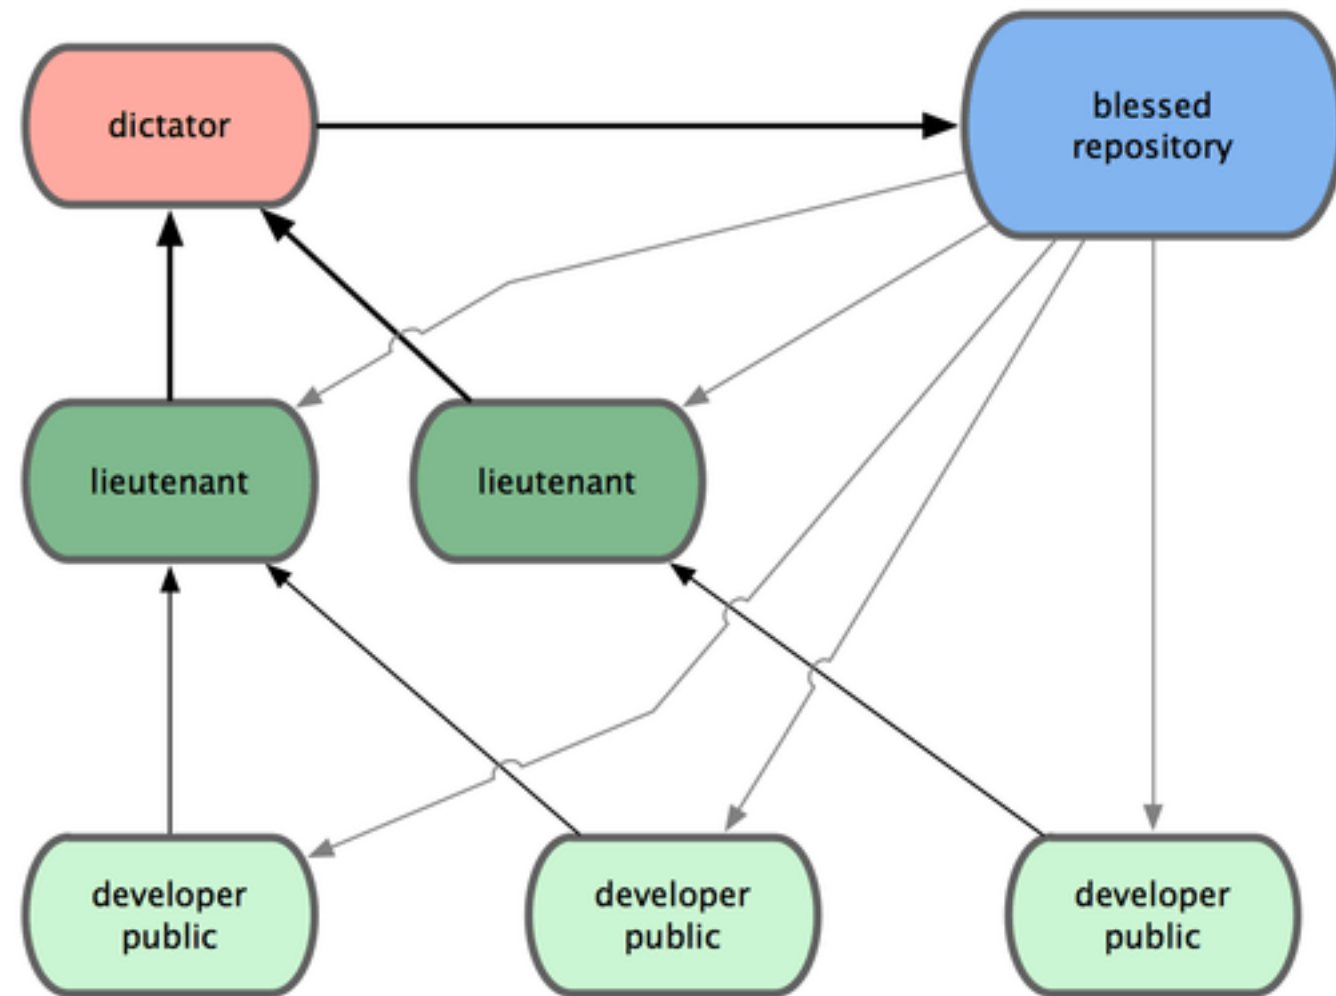 dictator
blessed
repository
lieutenant
lieutenant
developer
public
developer
public
developer
public